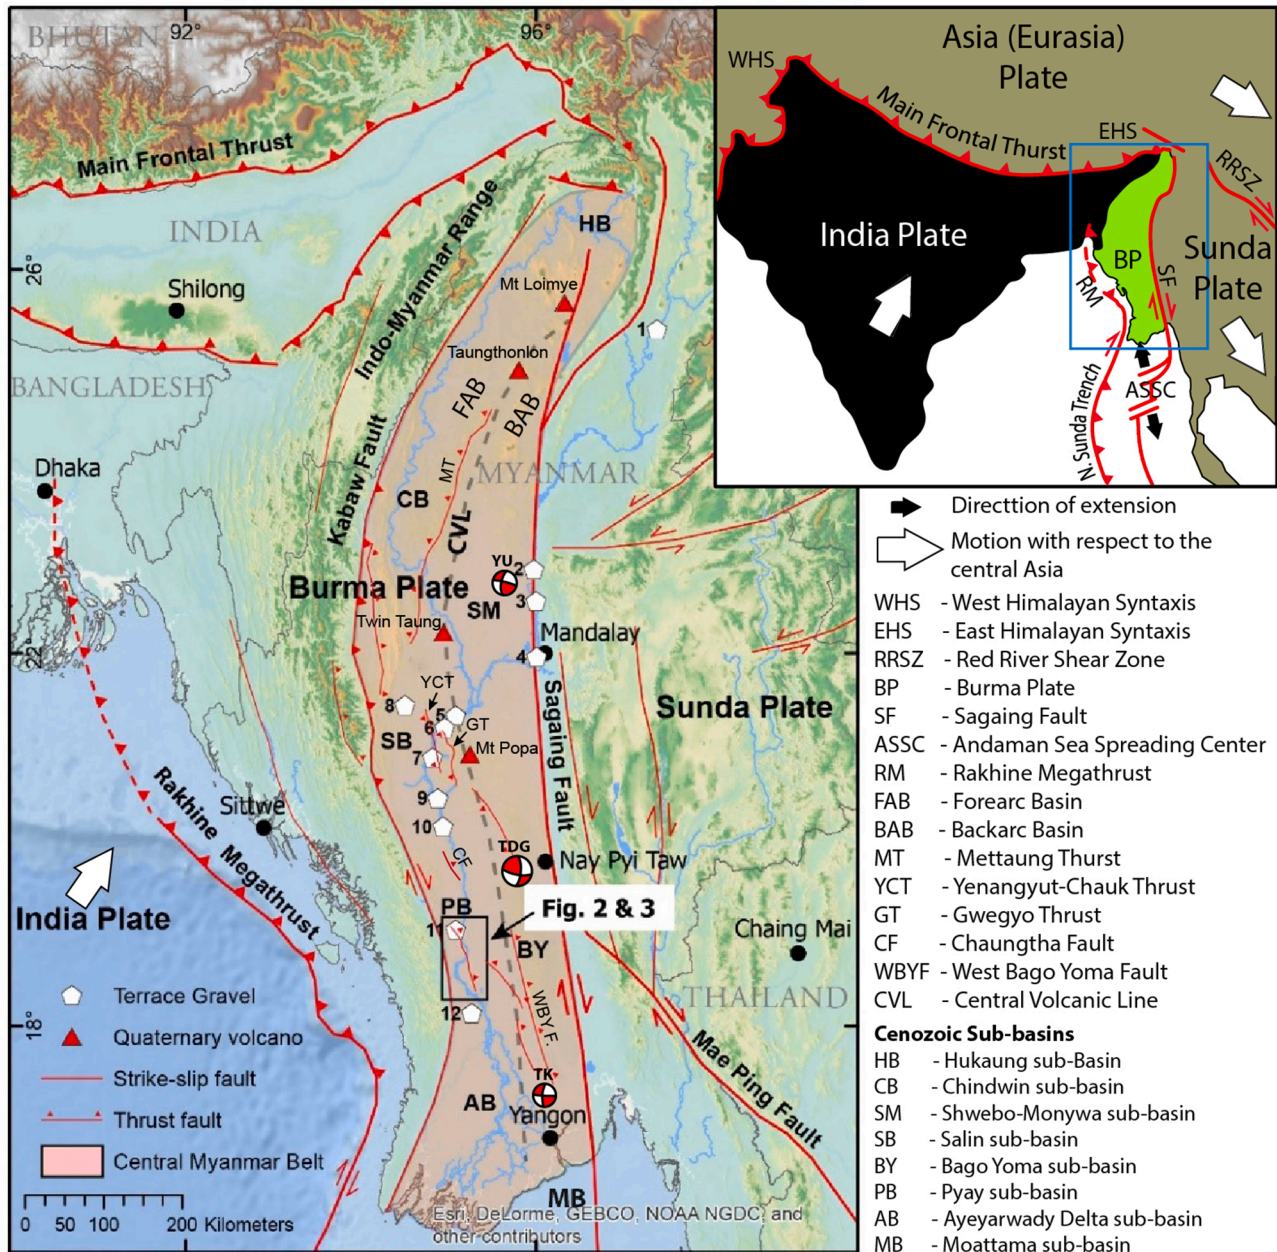 92°
96°
BHUTAN
Main Frontal Thrust
INDIA
26°
Shilong
BANGLADESH
Indo-Myanmar Range
HB
Mt Loimye
1
Taungthonlon
FAB
BAB
Kabaw Fault
MT
MYANMAR
Dhaka
CB
CVL
YU
2
Burma Plate
SM
3
Twin Taung
Mandalay
22°
4
YCT
8
5
6
GT
SB
Mt Popa
7
Sagaing Fault
Sunda Plate
Rakhine Megathrust
Sittwe
9
10
CF
TDG
Nay Pyi Taw
India Plate
PB
Fig. 2 & 3
11
BY
Chaing Mai
THAILAND
12
WBY.F.
18°
Mae Ping Fault
TK
AB
Yangon
MB
Terrace Gravel
Quaternary volcano
Strike-slip fault
Thrust fault
Central Myanmar Belt
0 50 100 200 Kilometers
Esri, DeLorme, GEBCO, NOAA NGDC, and
other contributors
Asia (Eurasia)
Plate
WHS
Main Frontal Thurst
EHS
RRSZ
India Plate
BP
SF
Sunda
Plate
RM
N. Sunda Trench
ASSC
Directtion of extension
Motion with respect to the
central Asia
WHS - West Himalayan Syntaxis
EHS - East Himalayan Syntaxis
RRSZ - Red River Shear Zone
BP - Burma Plate
SF - Sagaing Fault
ASSC - Andaman Sea Spreading Center
RM - Rakhine Megathrust
FAB - Forearc Basin
BAB - Backarc Basin
MT - Mettaung Thurst
YCT - Yenangyut-Chauk Thrust
GT - Gwegyo Thrust
CF - Chaungtha Fault
WBYF - West Bago Yoma Fault
CVL - Central Volcanic Line
Cenozoic Sub-basins
HB - Hukaung sub-Basin
CB - Chindwin sub-basin
SM - Shwebo-Monywa sub-basin
SB - Salin sub-basin
BY - Bago Yoma sub-basin
PB - Pyay sub-basin
AB - Ayeyarwady Delta sub-basin
MB - Moattama sub-basin